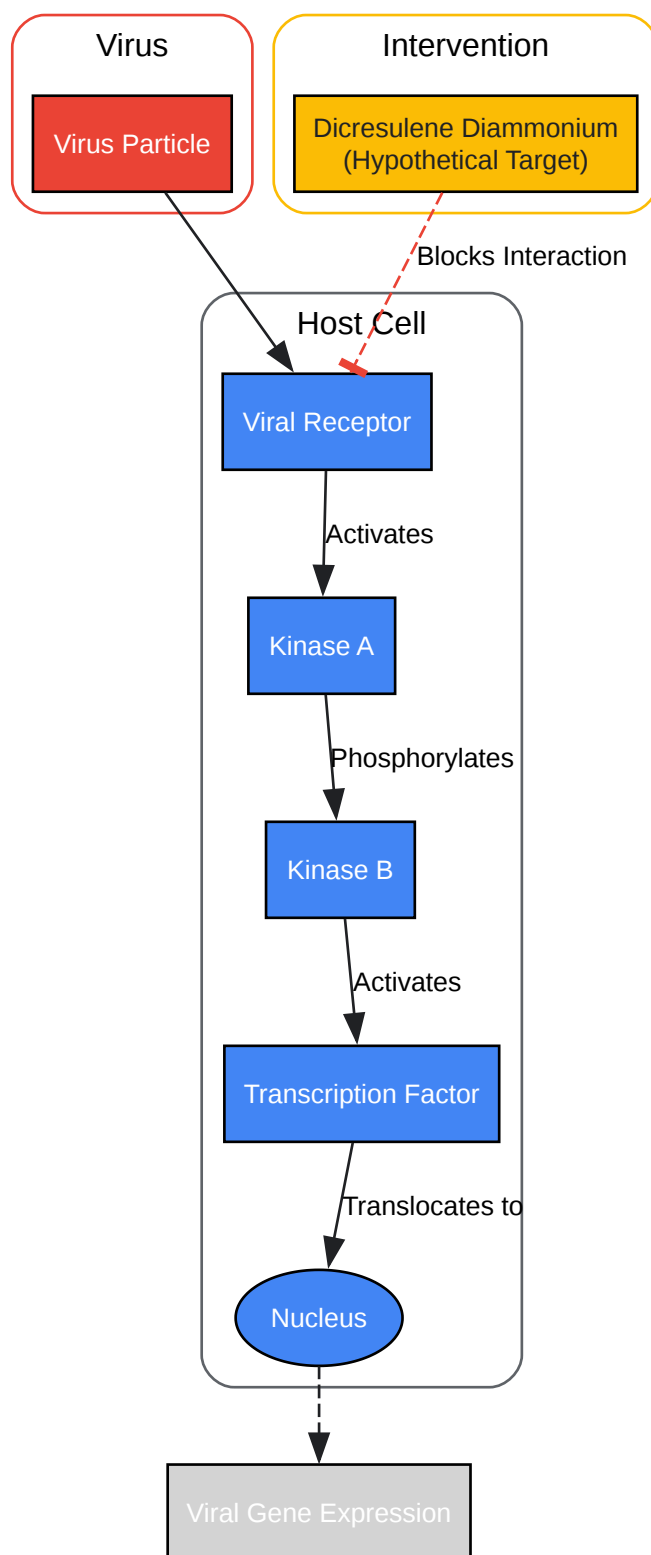 Virus
Intervention
Virus Particle
Dicresulene Diammonium
(Hypothetical Target)
Blocks Interaction
Host Cell
Viral Receptor
Activates
Kinase A
Phosphorylates
Kinase B
Activates
Transcription Factor
Translocates to
Nucleus
Viral Gene Expression